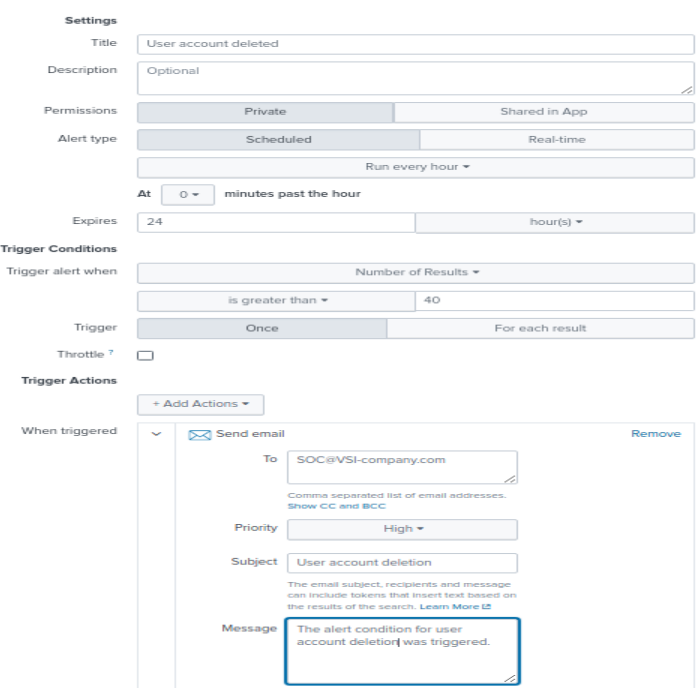 Settings
Title User account deleted
Description Optional
Permissions Private Shared in App
Alert type Scheduled Real-time
Run every hour
At 0 minutes past the hour
Expires 24 hour(s)
Trigger Conditions
Trigger alert when Number of Results
is greater than 40
Trigger Once For each result
Throttle ?
Trigger Actions
+ Add Actions
When triggered Send email Remove
To SOC@VSI-company.com
Comma separated list of email addresses.
Show CC and BCC
Priority High
Subject User account deletion
The email subject, recipients and message
can include tokens that insert text based on
the results of the search. Learn More
Message The alert condition for user
account deletion was triggered.